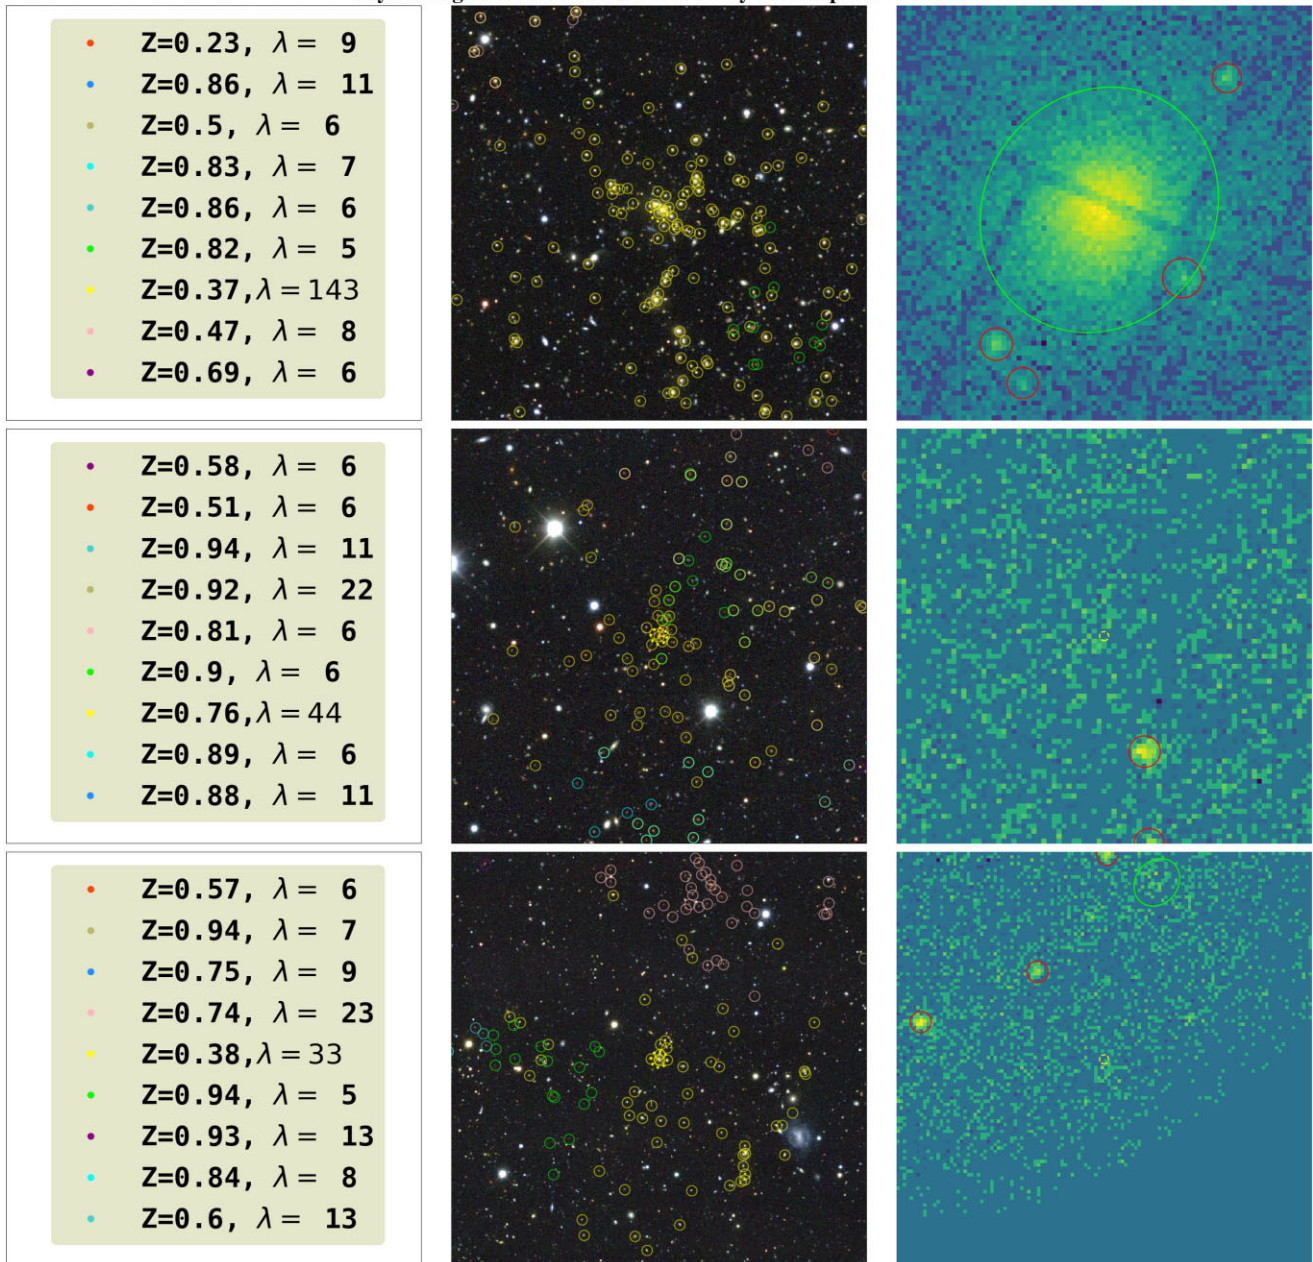 Z=0.23, λ = 9
Z=0.86, λ = 11
Z=0.5, λ = 6
Z=0.83, λ = 7
Z=0.86, λ = 6
Z=0.82, λ = 5
Z=0.37,λ = 143
Z=0.47, λ = 8
Z=0.69, λ = 6
Z=0.58, λ = 6
Z=0.51, λ = 6
Z=0.94, λ = 11
Z=0.92, λ = 22
Z=0.81, λ = 6
Z=0.9, λ = 6
Z=0.76,λ = 44
Z=0.89, λ = 6
Z=0.88, λ = 11
Z=0.57, λ = 6
Z=0.94, λ = 7
Z=0.75, λ = 9
Z=0.74, λ = 23
Z=0.38,λ = 33
Z=0.94, λ = 5
Z=0.93, λ = 13
Z=0.84, λ = 8
Z=0.6, λ = 13